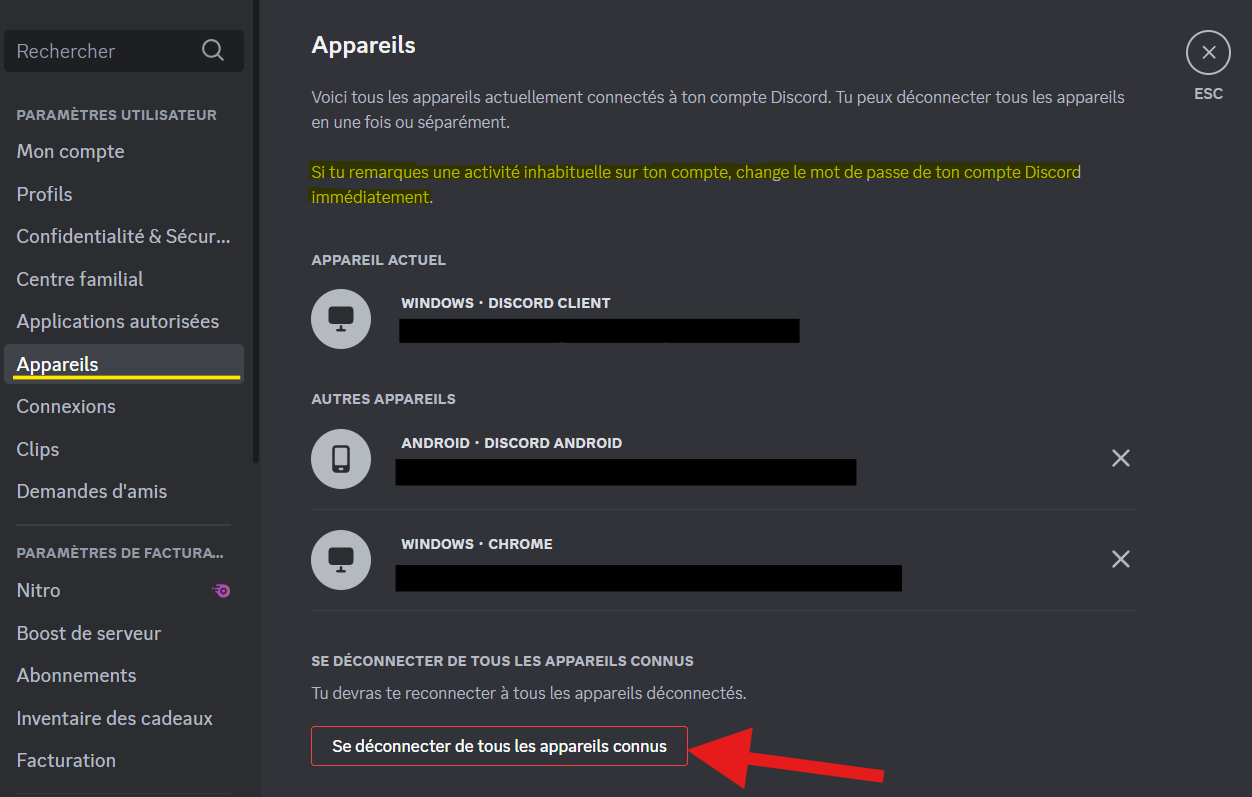 Rechercher
PARAMÈTRES UTILISATEUR
Mon compte
Profils
Confidentialité & Sécur...
Centre familial
Applications autorisées
Appareils
Connexions
Clips
Demandes d'amis
PARAMÈTRES DE FACTURA...
Nitro
Boost de serveur
Abonnements
Inventaire des cadeaux
Facturation
Appareils
Voici tous les appareils actuellement connectés à ton compte Discord. Tu peux déconnecter tous les appareils
en une fois ou séparément.
Si tu remarques une activité inhabituelle sur ton compte, change le mot de passe de ton compte Discord
immédiatement.
APPAREIL ACTUEL
WINDOWS · DISCORD CLIENT
AUTRES APPAREILS
ANDROID · DISCORD ANDROID
WINDOWS · CHROME
SE DÉCONNECTER DE TOUS LES APPAREILS CONNUS
Tu devras te reconnecter à tous les appareils déconnectés.
Se déconnecter de tous les appareils connus
ESC